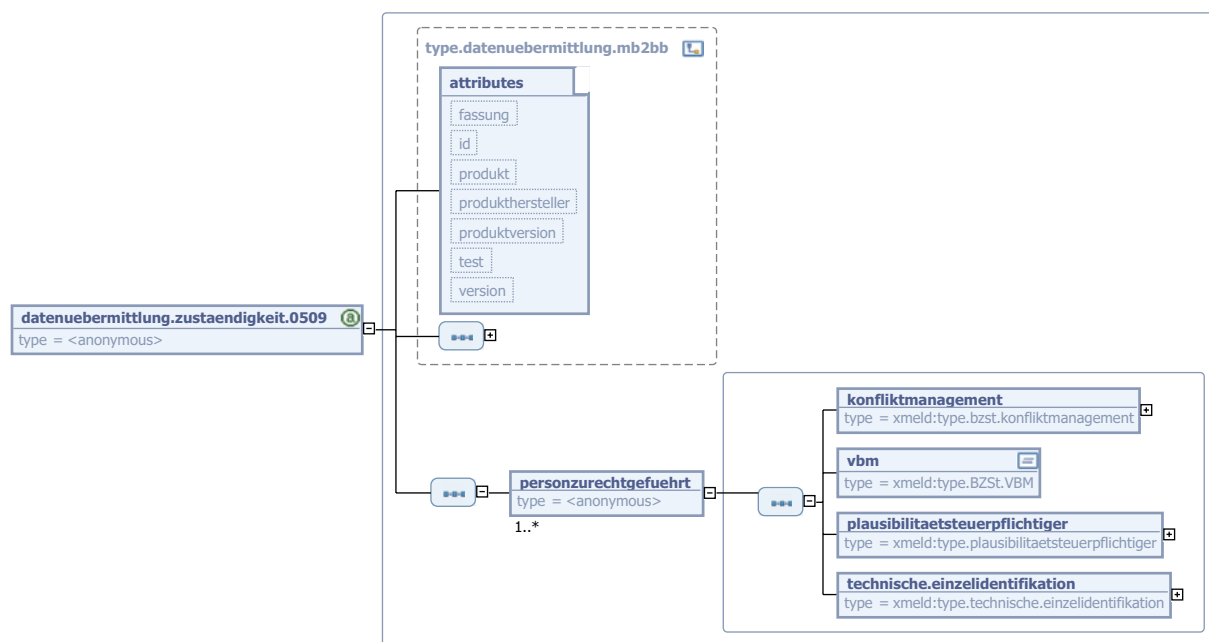 type.datenuebermittlung.mb2bb
attributes
fassung
id
produkt
produkthersteller
produktversion
test
version
datenuebermittlung.zustaendigkeit.0509 a
type = <anonymous>
personzurechtgefuehrt
type = <anonymous>
1..*
konfliktmanagement
type = xmeld:type.bzst.konfliktmanagement
vbm
type = xmeld:type.BZSt.VBM
plausibilitaetsteuerpflichtiger
type = xmeld:type.plausibilitaetsteuerpflichtiger
technische.einzelidentifikation
type = xmeld:type.technische.einzelidentifikation